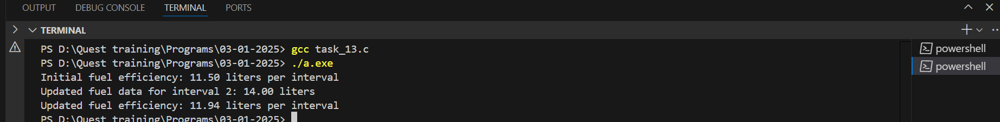 OUTPUT DEBUG CONSOLE TERMINAL PORTS
TERMINAL
PS D:\Quest training\Programs\03-01-2025> gcc task_13.c
PS D:\Quest training\Programs\03-01-2025> ./a.exe
Initial fuel efficiency: 11.50 liters per interval
Updated fuel data for interval 2: 14.00 liters
Updated fuel efficiency: 11.94 liters per interval
PS D:\Quest training\Programs\03-01-2025>
powershell
powershell